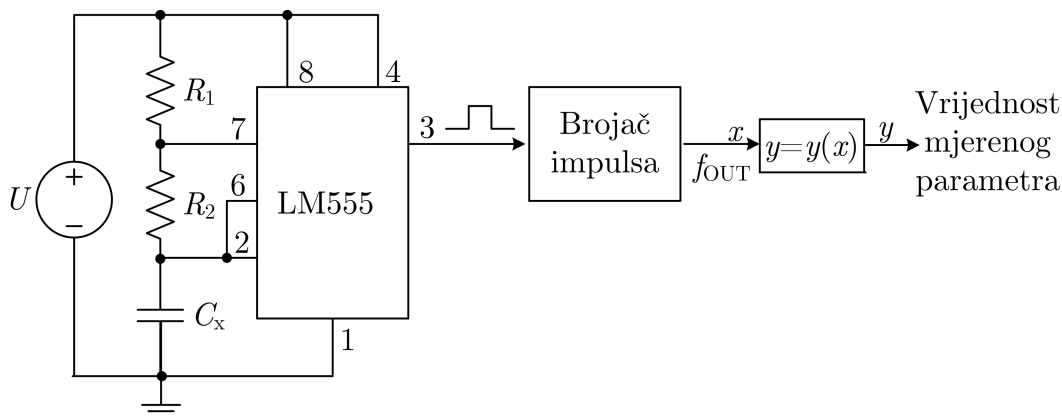 8
4
R1
7
3
Brojač
impulsa
x
fOUT
y=y(x)
y
Vrijednost
mjerenog
parametra
U
+
−
R2
6
LM555
2
Cx
1